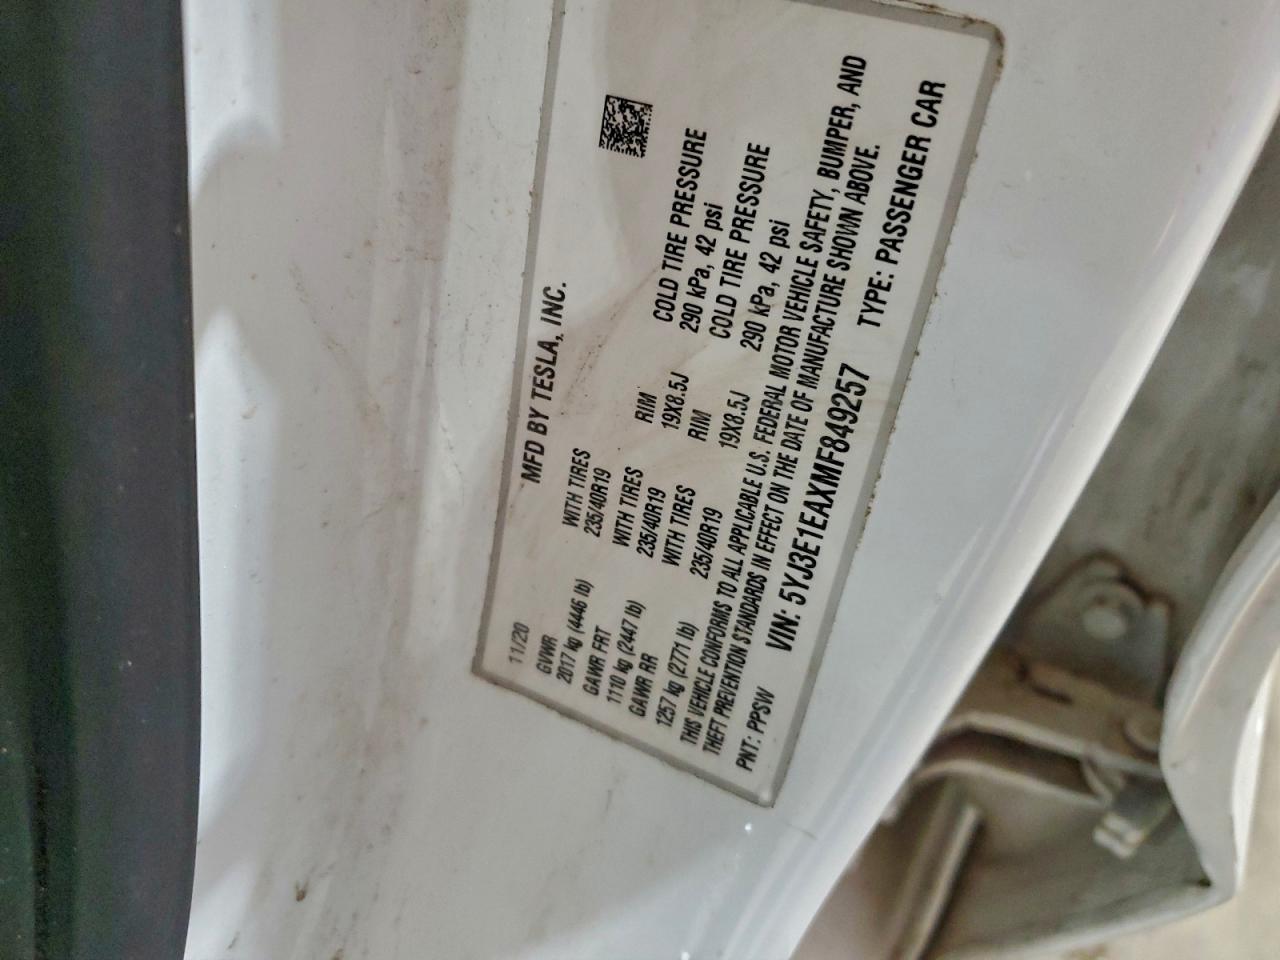 MFD BY TESLA, INC.
11/20
GVWR
2017 kg (4446 lb)
WITH TIRES
235/40R19
RIM
19X8.5J
COLD TIRE PRESSURE
290 kPa, 42 psi
GAWR FRT
1110 kg (2447 lb)
WITH TIRES
235/40R19
RIM
19X8.5J
COLD TIRE PRESSURE
290 kPa, 42 psi
GAWR RR
1257 kg (2771 lb)
WITH TIRES
235/40R19
THIS VEHICLE CONFORMS TO ALL APPLICABLE U.S. FEDERAL MOTOR VEHICLE SAFETY, BUMPER, AND
THEFT PREVENTION STANDARDS IN EFFECT ON THE DATE OF MANUFACTURE SHOWN ABOVE.
PNT: PPSW VIN: 5YJ3E1EAXMF849257 TYPE: PASSENGER CAR